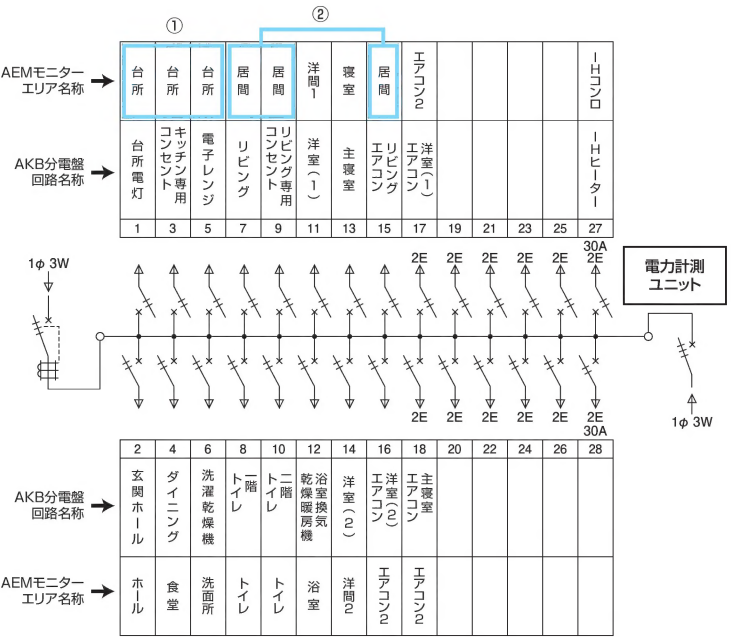 ①
②
AEMモニター
エリア名称
台所
台所
台所
居間
居間
洋間1
寝室
居間
エアコン2
IHコンロ
AKB分電盤
回路名称
台所電灯
キッチン専用
コンセント
電子レンジ
リビング
リビング専用
コンセント
洋室(1)
主寝室
リビング
エアコン
洋室(1)
エアコン
IHヒーター
1 3 5 7 9 11 13 15 17 19 21 23 25 27
30A
2E 2E 2E 2E 2E 2E
1φ 3W
電力計測
ユニット
1φ 3W
2E 2E 2E 2E 2E 2E
30A
2 4 6 8 10 12 14 16 18 20 22 24 26 28
AKB分電盤
回路名称
玄関ホール
ダイニング
洗濯乾燥機
一階
トイレ
二階
トイレ
浴室換気
乾燥暖房機
洋室(2)
洋室(2)
エアコン
主寝室
エアコン
AEMモニター
エリア名称
ホール
食堂
洗面所
トイレ
トイレ
浴室
洋間2
エアコン2
エアコン2